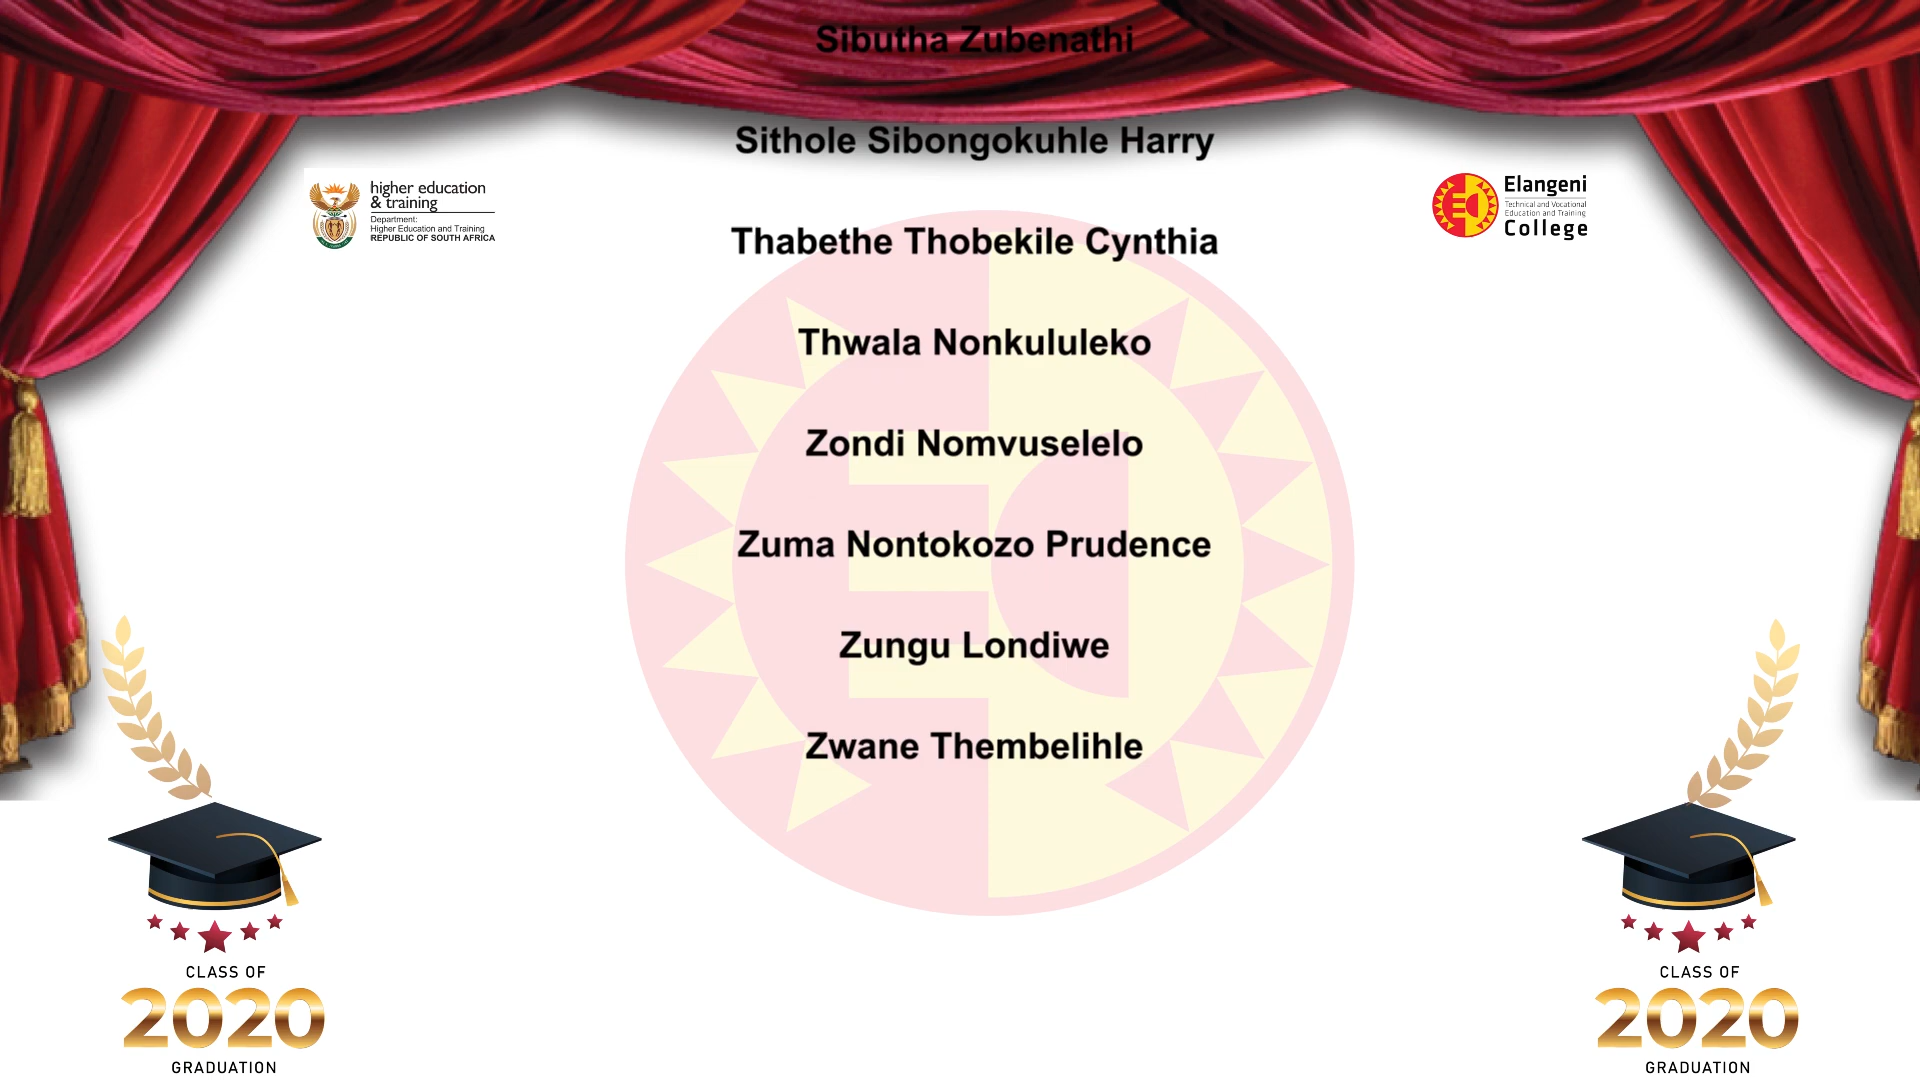 Sibutha Zubenathi
Sithole Sibongokuhle Harry
higher education
& training
Department:
Higher Education and Training
REPUBLIC OF SOUTH AFRICA
Elangeni
Technical and Vocational
Education and Training
College
Thabethe Thobekile Cynthia
Thwala Nonkululeko
Zondi Nomvuselelo
Zuma Nontokozo Prudence
Zungu Londiwe
Zwane Thembelihle
CLASS OF
2020
GRADUATION
CLASS OF
2020
GRADUATION